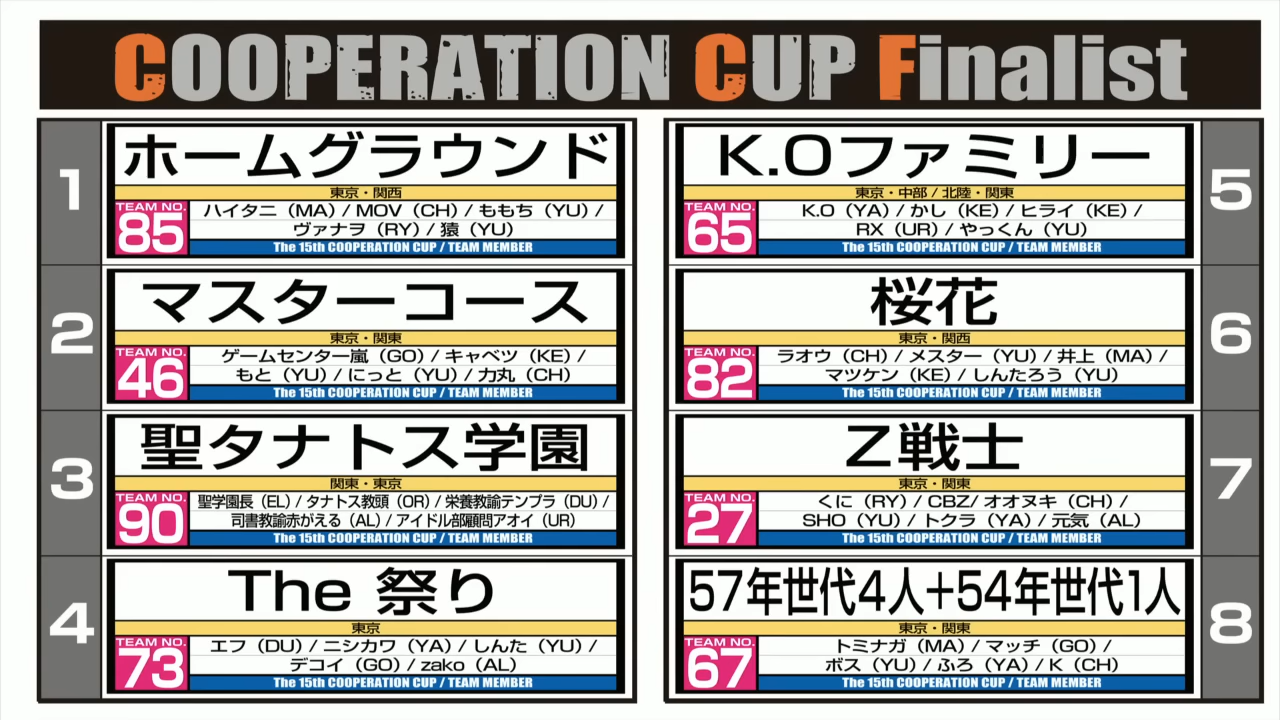 COOPERATION CUP Finalist
1
ホームグラウンド
東京・関西
TEAM NO.
85
ハイタニ（MA）/ MOV（CH）/ ももち（YU）/
ヴァナヲ（RY）/ 猿（YU）
The 15th COOPERATION CUP / TEAM MEMBER
2
マスターコース
東京・関東
TEAM NO.
46
ゲームセンター嵐（GO）/ キャベツ（KE）/
もと（YU）/ にっと（YU）/ 力丸（CH）
The 15th COOPERATION CUP / TEAM MEMBER
3
聖タナトス学園
関東・東京
TEAM NO.
90
聖学園長（EL）/ タナトス教頭（OR）/ 栄養教諭テンプラ（DU）/
司書教諭赤がえる（AL）/ アイドル部顧問アオイ（UR）
The 15th COOPERATION CUP / TEAM MEMBER
4
The 祭り
東京
TEAM NO.
73
エフ（DU）/ ニシカワ（YA）/ しんた（YU）/
デコイ（GO）/ zako（AL）
The 15th COOPERATION CUP / TEAM MEMBER
5
K.Oファミリー
東京・中部 / 北陸・関東
TEAM NO.
65
K.O（YA）/ かし（KE）/ ヒライ（KE）/
RX（UR）/ やっくん（YU）
The 15th COOPERATION CUP / TEAM MEMBER
6
桜花
東京・関西
TEAM NO.
82
ラオウ（CH）/ メスター（YU）/ 井上（MA）/
マツケン（KE）/ しんたろう（YU）
The 15th COOPERATION CUP / TEAM MEMBER
7
Z戦士
東京・関東
TEAM NO.
27
くに（RY）/ CBZ/ オオヌキ（CH）/
SHO（YU）/ トクラ（YA）/ 元気（AL）
The 15th COOPERATION CUP / TEAM MEMBER
8
57年世代4人+54年世代1人
東京・関東
TEAM NO.
67
トミナガ（MA）/ マッチ（GO）/
ボス（YU）/ ふろ（YA）/ K（CH）
The 15th COOPERATION CUP / TEAM MEMBER